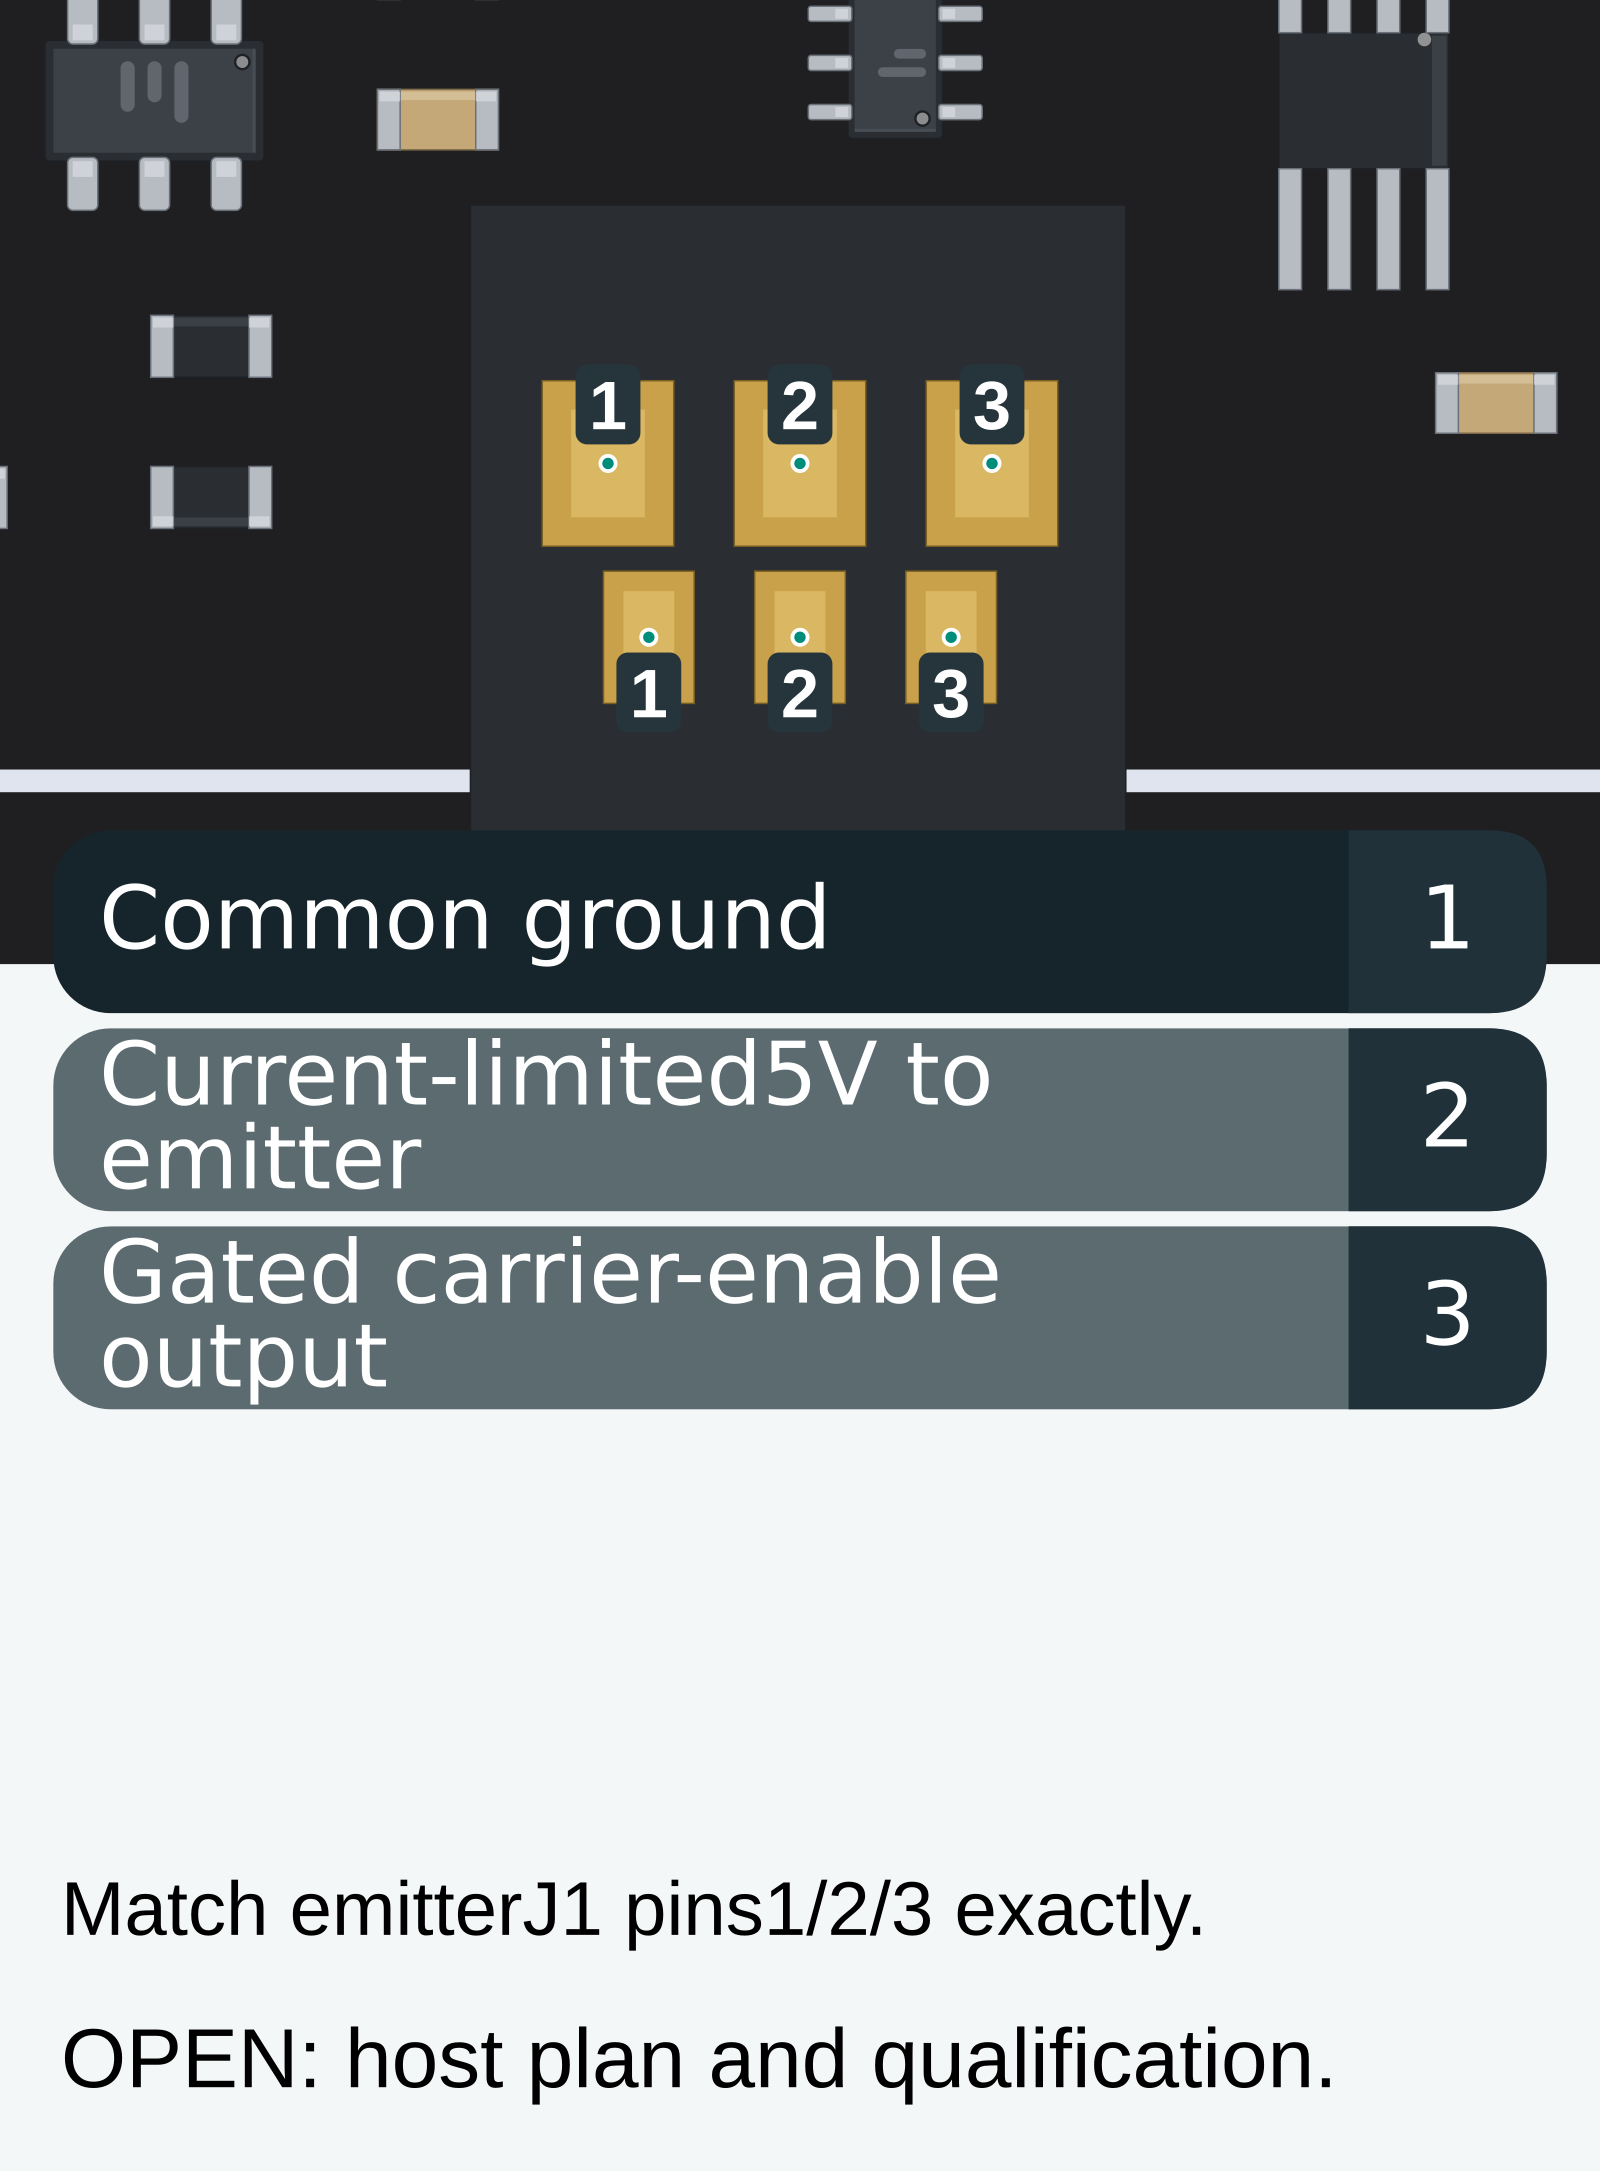 1 2 3
1 2 3
Common ground 1
Current-limited5V to
emitter 2
Gated carrier-enable
output 3
Match emitterJ1 pins1/2/3 exactly.
OPEN: host plan and qualification.